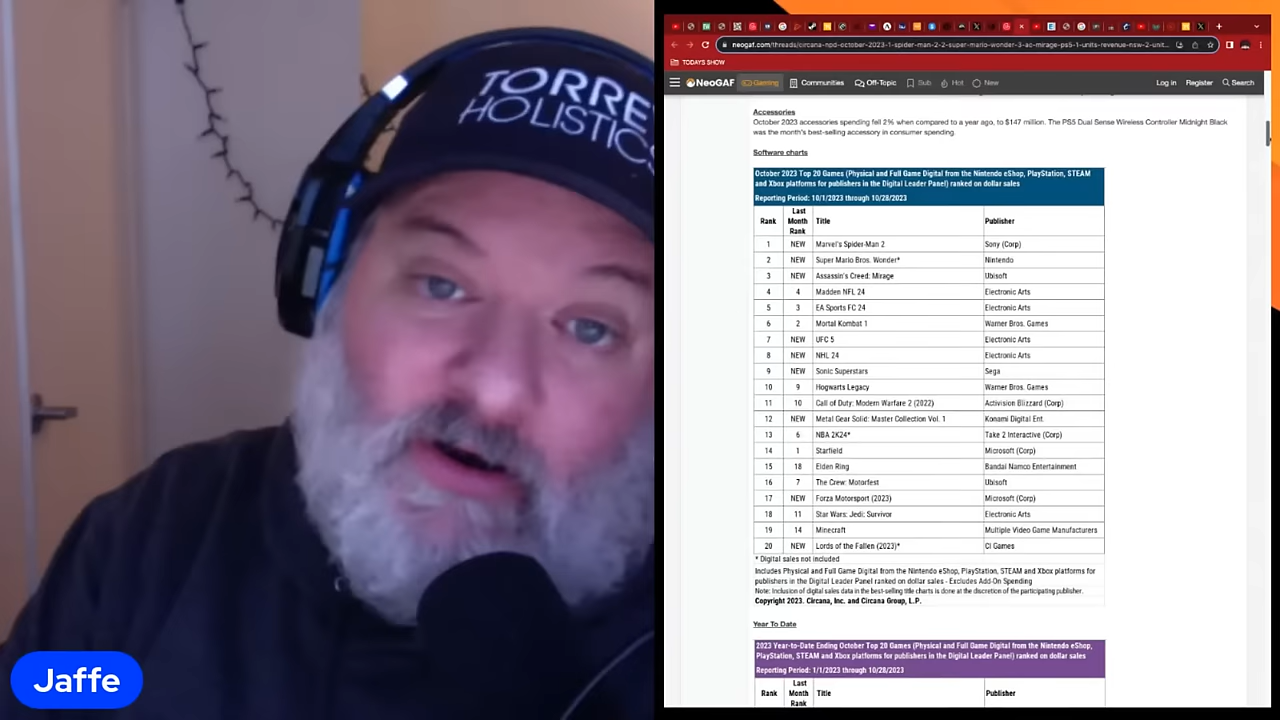 TORRE
HOLISTIC
Jaffe
neogaf.com/threads/circana-npd-october-2023-1-spider-man-2-2-super-mario-wonder-3-ac-mirage-ps5-1-units-revenue-nsw-2-unit...
TODAYS SHOW
NeoGAF Gaming Communities Off-Topic Sub Hot New Log in Register Search
Accessories
October 2023 accessories spending fell 2% when compared to a year ago, to $147 million. The PS5 Dual Sense Wireless Controller Midnight Black
was the month's best-selling accessory in consumer spending.
Software charts
October 2023 Top 20 Games (Physical and Full Game Digital from the Nintendo eShop, PlayStation, STEAM
and Xbox platforms for publishers in the Digital Leader Panel) ranked on dollar sales
Reporting Period: 10/1/2023 through 10/28/2023
Rank Last Month Rank Title Publisher
1 NEW Marvel's Spider-Man 2 Sony (Corp)
2 NEW Super Mario Bros. Wonder* Nintendo
3 NEW Assassin's Creed: Mirage Ubisoft
4 4 Madden NFL 24 Electronic Arts
5 3 EA Sports FC 24 Electronic Arts
6 2 Mortal Kombat 1 Warner Bros. Games
7 NEW UFC 5 Electronic Arts
8 NEW NHL 24 Electronic Arts
9 NEW Sonic Superstars Sega
10 9 Hogwarts Legacy Warner Bros. Games
11 10 Call of Duty: Modern Warfare 2 (2022) Activision Blizzard (Corp)
12 NEW Metal Gear Solid: Master Collection Vol. 1 Konami Digital Ent.
13 6 NBA 2K24* Take 2 Interactive (Corp)
14 1 Starfield Microsoft (Corp)
15 18 Elden Ring Bandai Namco Entertainment
16 7 The Crew: Motorfest Ubisoft
17 NEW Forza Motorsport (2023) Microsoft (Corp)
18 11 Star Wars: Jedi: Survivor Electronic Arts
19 14 Minecraft Multiple Video Game Manufacturers
20 NEW Lords of the Fallen (2023)* CI Games
* Digital sales not included
Includes Physical and Full Game Digital from the Nintendo eShop, PlayStation, STEAM and Xbox platforms for
publishers in the Digital Leader Panel ranked on dollar sales - Excludes Add-On Spending
Note: Inclusion of digital sales data in the best-selling title charts is done at the discretion of the participating publisher.
Copyright 2023. Circana, Inc. and Circana Group, L.P.
Year To Date
2023 Year-to-Date Ending October Top 20 Games (Physical and Full Game Digital from the Nintendo eShop,
PlayStation, STEAM and Xbox platforms for publishers in the Digital Leader Panel) ranked on dollar sales
Reporting Period: 1/1/2023 through 10/28/2023
Rank Last Month Rank Title Publisher